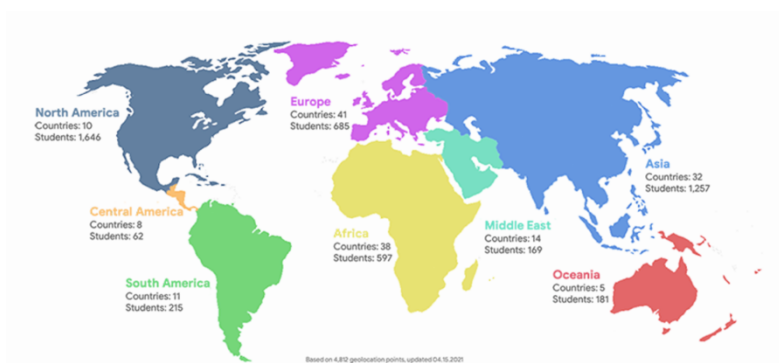 North America
Countries: 10
Students: 1,646
Europe
Countries: 41
Students: 685
Asia
Countries: 32
Students: 1,257
Central America
Countries: 8
Students: 62
Africa
Countries: 38
Students: 597
Middle East
Countries: 14
Students: 169
South America
Countries: 11
Students: 215
Oceania
Countries: 5
Students: 181
Based on 4,812 geolocation points, updated 04.15.2021